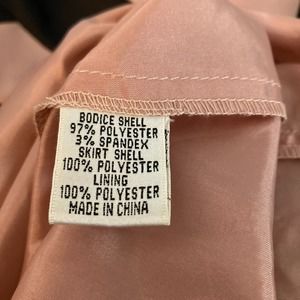 BODICE SHELL
97% POLYESTER
3% SPANDEX
SKIRT SHELL
100% POLYESTER
LINING
100% POLYESTER
MADE IN CHINA